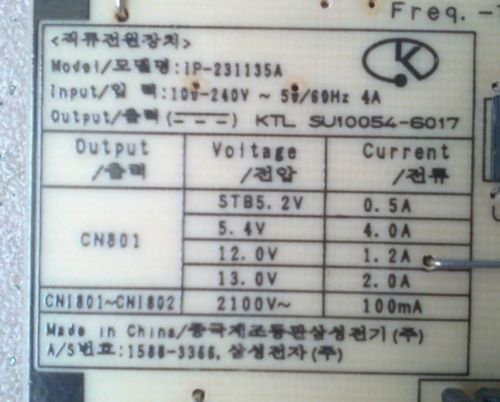 Freq.
<직류전원장치>
Model/모델명:IP-231135A
Input/입 력:100-240V ~ 50/60Hz 4A
Output/출력(⎓) KTL SU10054-6017
Output/출력 Voltage/전압 Current/전류
CN801 STB5.2V 0.5A
5.4V 4.0A
12.0V 1.2A
13.0V 2.0A
CN1801~CN1802 2100V~ 100mA
Made in China/중국제조동관삼성전기(주)
A/S번호:1588-3366, 삼성전자(주)